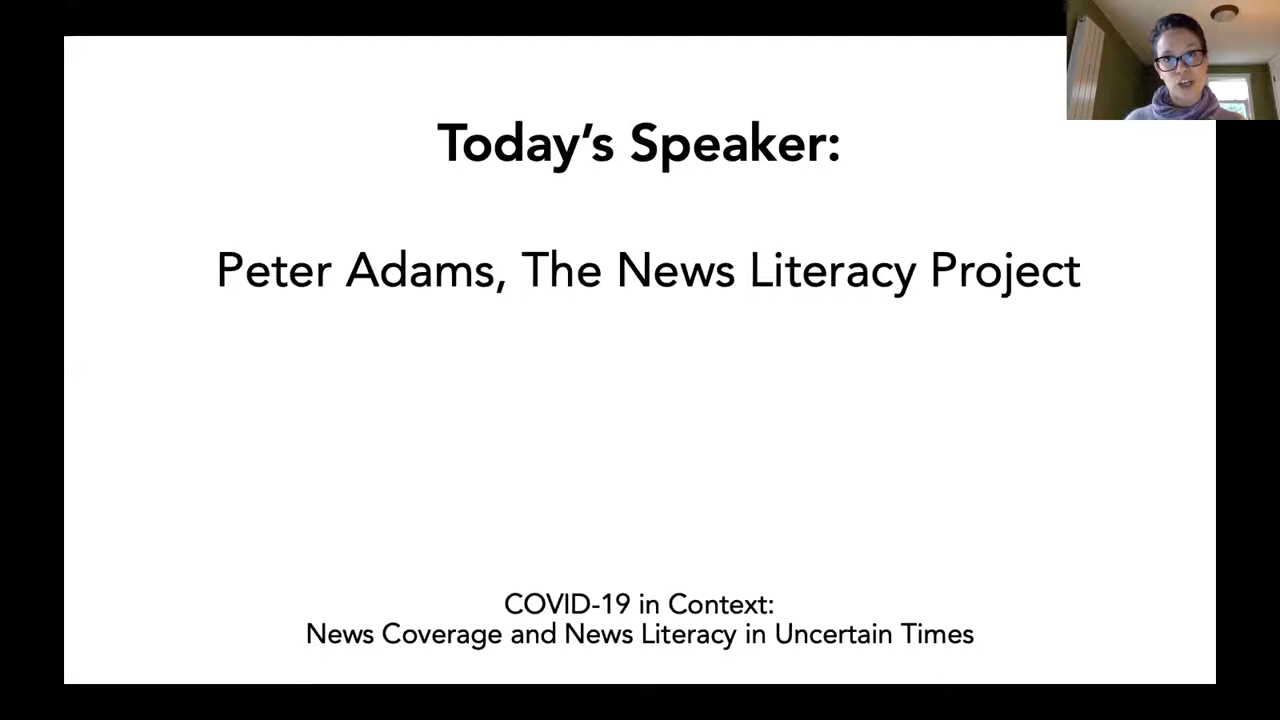 Today’s Speaker:
Peter Adams, The News Literacy Project
COVID-19 in Context:
News Coverage and News Literacy in Uncertain Times